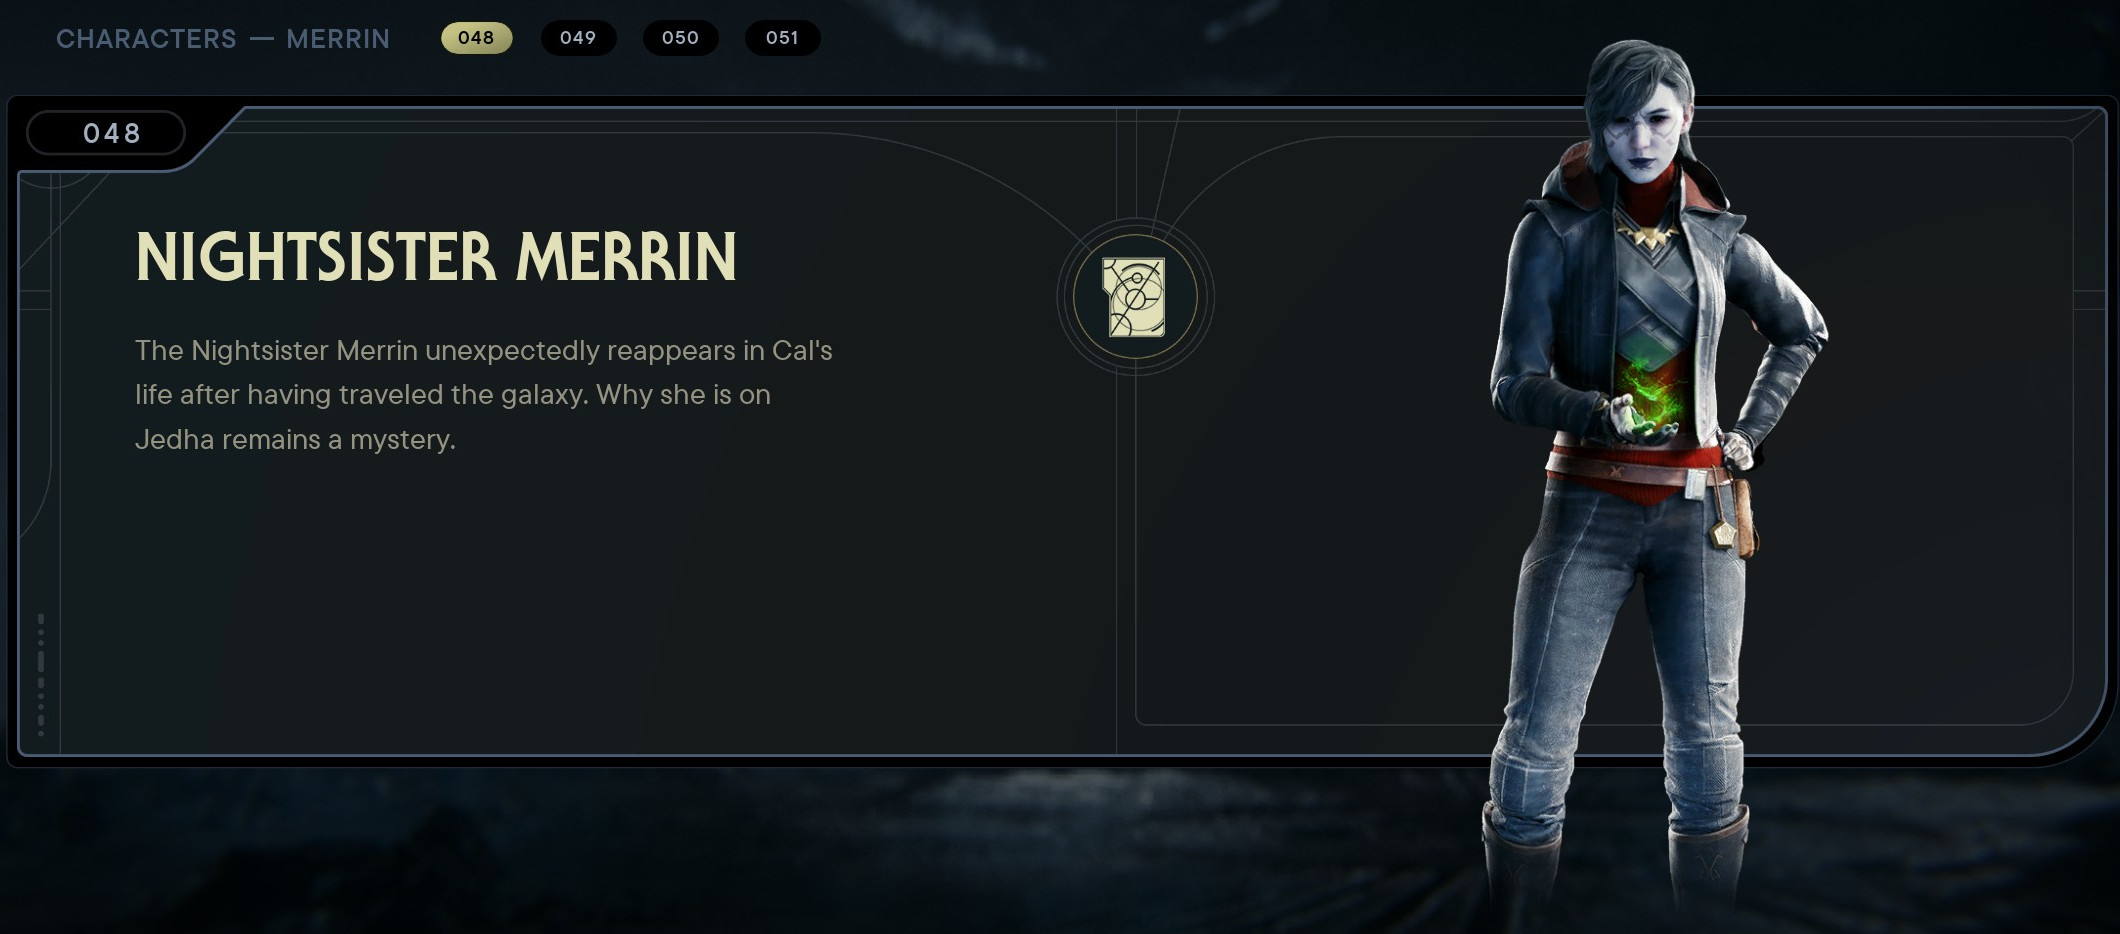 CHARACTERS — MERRIN 048 049 050 051
048
NIGHTSISTER MERRIN
The Nightsister Merrin unexpectedly reappears in Cal's
life after having traveled the galaxy. Why she is on
Jedha remains a mystery.